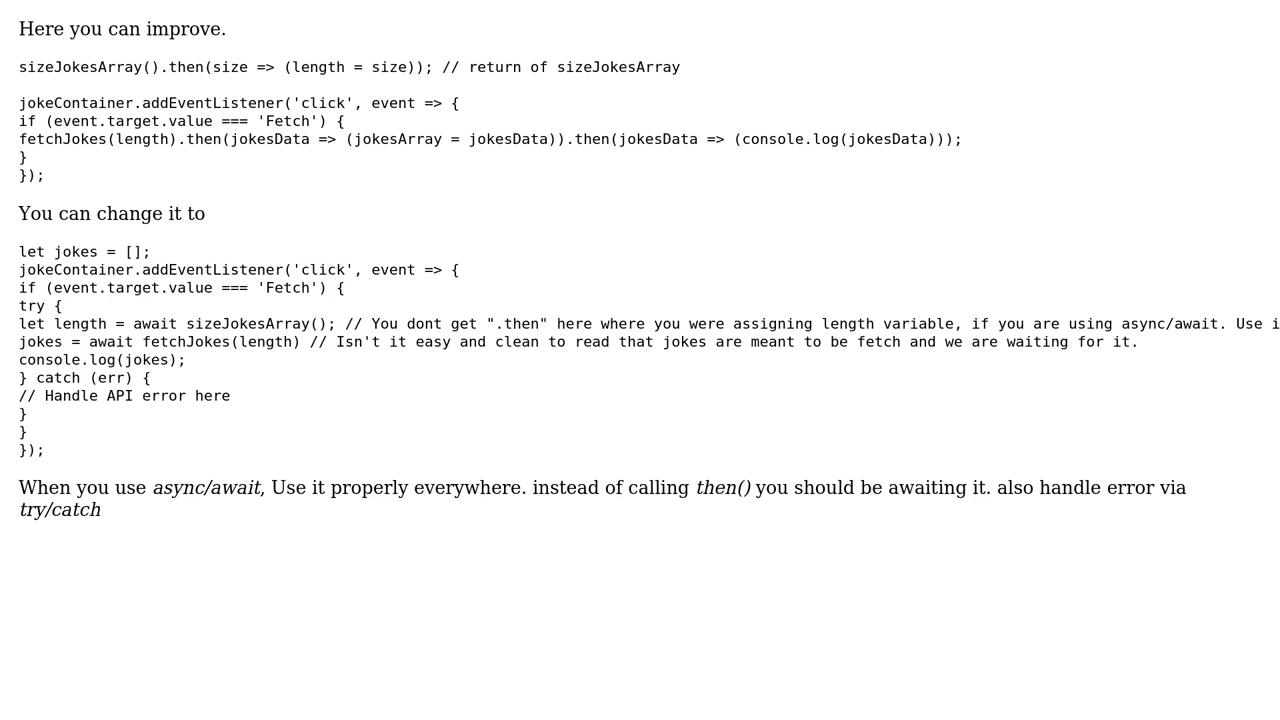 Here you can improve.
sizeJokesArray().then(size => (length = size)); // return of sizeJokesArray
jokeContainer.addEventListener('click', event => {
if (event.target.value === 'Fetch') {
fetchJokes(length).then(jokesData => (jokesArray = jokesData)).then(jokesData => (console.log(jokesData)));
}
});
You can change it to
let jokes = [];
jokeContainer.addEventListener('click', event => {
if (event.target.value === 'Fetch') {
try {
let length = await sizeJokesArray(); // You dont get ".then" here where you were assigning length variable, if you are using async/await. Use i
jokes = await fetchJokes(length) // Isn't it easy and clean to read that jokes are meant to be fetch and we are waiting for it.
console.log(jokes);
} catch (err) {
// Handle API error here
}
}
});
When you use async/await, Use it properly everywhere. instead of calling then() you should be awaiting it. also handle error via
try/catch